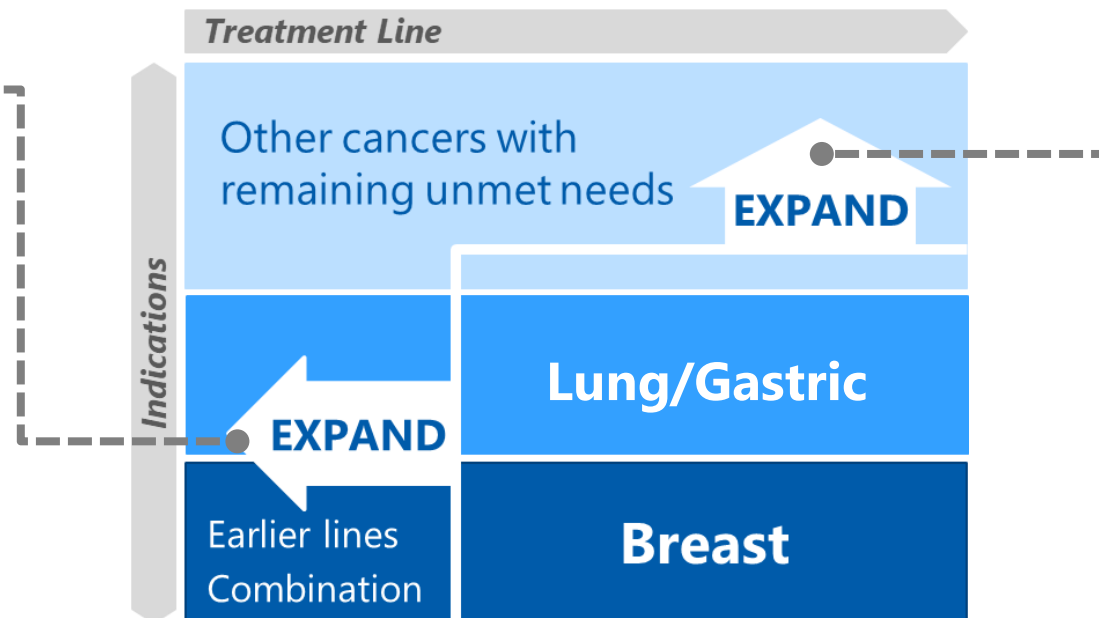 Treatment Line
Indications
Other cancers with
remaining unmet needs
EXPAND
Lung/Gastric
EXPAND
Earlier lines
Combination
Breast